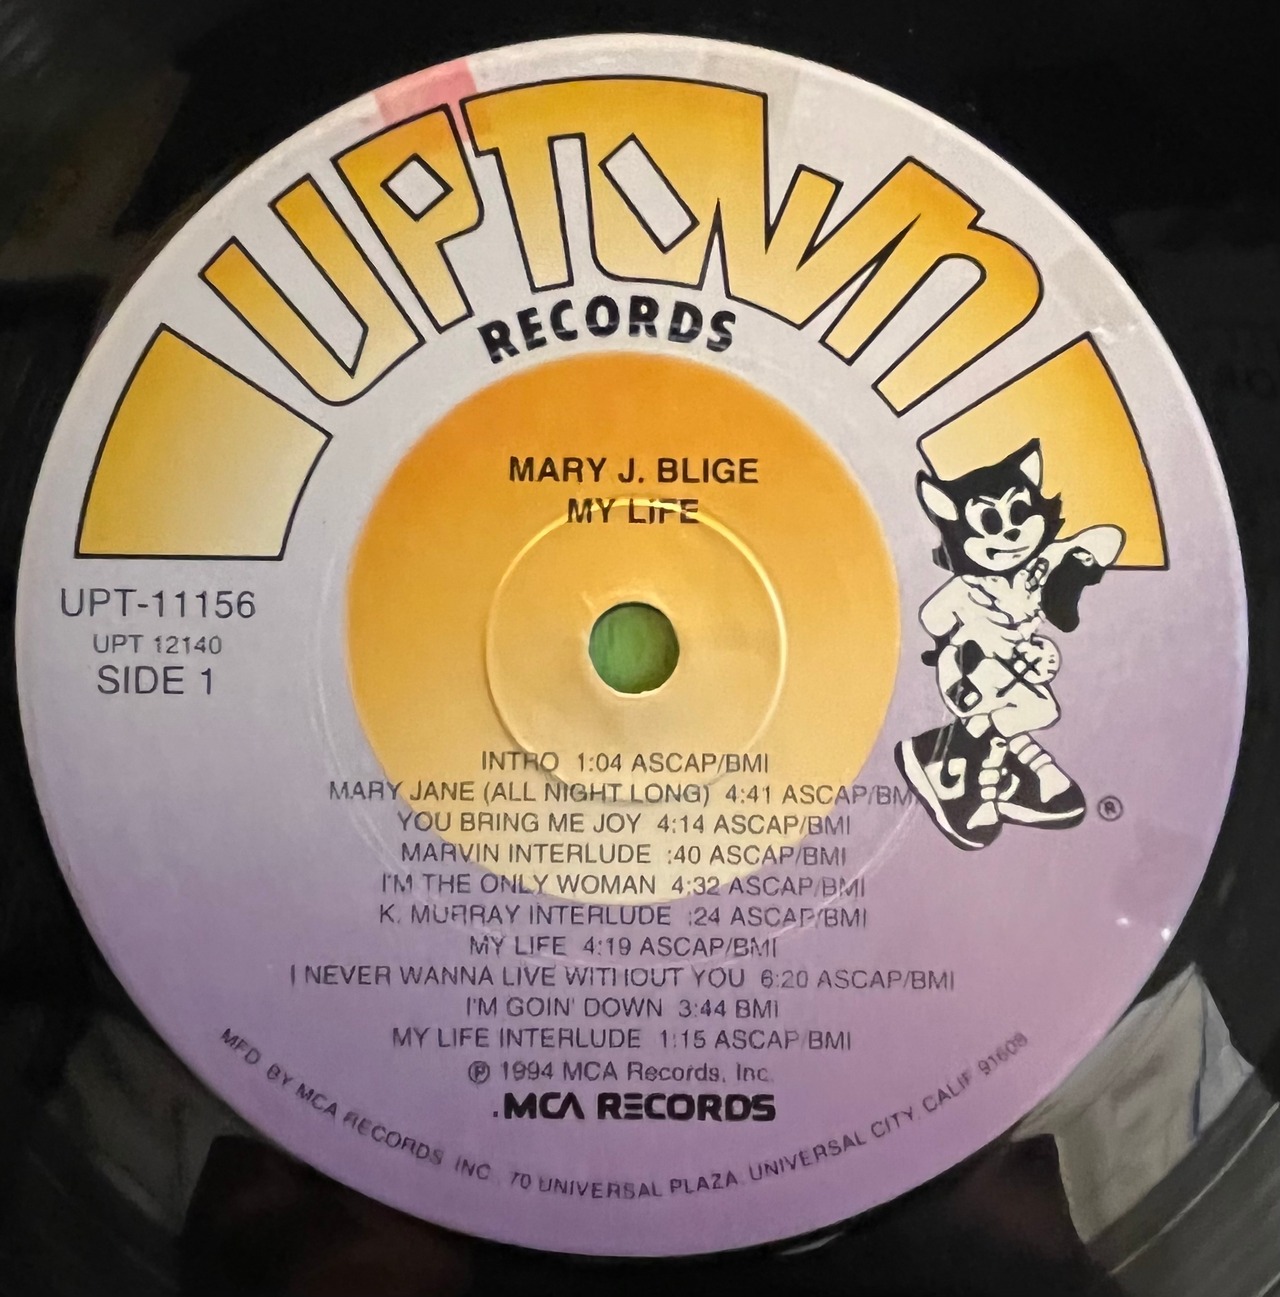 UPTOWN
RECORDS
MARY J. BLIGE
MY LIFE
UPT-11156
UPT 12140
SIDE 1
INTRO 1:04 ASCAP/BMI
MARY JANE (ALL NIGHT LONG) 4:41 ASCAP/BM
YOU BRING ME JOY 4:14 ASCAP/BMI
MARVIN INTERLUDE :40 ASCAP/BMI
I'M THE ONLY WOMAN 4:32 ASCAP/BMI
K. MURRAY INTERLUDE :24 ASCAP/BMI
MY LIFE 4:19 ASCAP/BMI
I NEVER WANNA LIVE WITHOUT YOU 6:20 ASCAP/BMI
I'M GOIN' DOWN 3:44 BMI
MY LIFE INTERLUDE 1:15 ASCAP/BMI
℗ 1994 MCA Records, Inc.
.MCA RECORDS
MFD BY MCA RECORDS INC. 70 UNIVERSAL PLAZA UNIVERSAL CITY, CALIF 91608
®